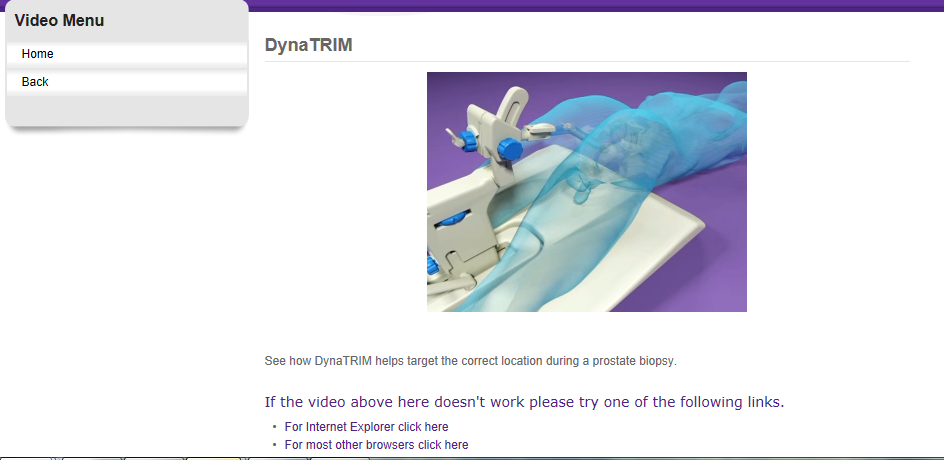 Video Menu
Home
Back
DynaTRIM
See how DynaTRIM helps target the correct location during a prostate biopsy.
If the video above here doesn't work please try one of the following links.
For Internet Explorer click here
For most other browsers click here